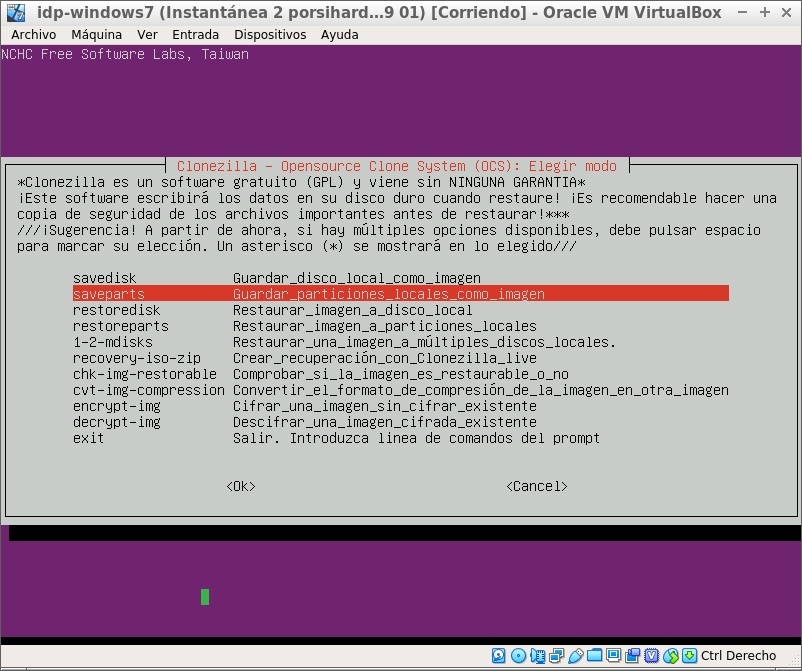 idp-windows7 (Instantánea 2 porsihard...9 01) [Corriendo] - Oracle VM VirtualBox
Archivo Máquina Ver Entrada Dispositivos Ayuda
NCHC Free Software Labs, Taiwan
Clonezilla - Opensource Clone System (OCS): Elegir modo
*Clonezilla es un software gratuito (GPL) y viene sin NINGUNA GARANTIA*
¡Este software escribirá los datos en su disco duro cuando restaure! ¡Es recomendable hacer una
copia de seguridad de los archivos importantes antes de restaurar!***
///¡Sugerencia! A partir de ahora, si hay múltiples opciones disponibles, debe pulsar espacio
para marcar su elección. Un asterisco (*) se mostrará en lo elegido///
savedisk Guardar_disco_local_como_imagen
saveparts Guardar_particiones_locales_como_imagen
restoredisk Restaurar_imagen_a_disco_local
restoreparts Restaurar_imagen_a_particiones_locales
1-2-mdisks Restaurar_una_imagen_a_múltiples_discos_locales.
recovery-iso-zip Crear_recuperación_con_Clonezilla_live
chk-img-restorable Comprobar_si_la_imagen_es_restaurable_o_no
cvt-img-compression Convertir_el_formato_de_compresión_de_la_imagen_en_otra_imagen
encrypt-img Cifrar_una_imagen_sin_cifrar_existente
decrypt-img Descifrar_una_imagen_cifrada_existente
exit Salir. Introduzca linea de comandos del prompt
<Ok> <Cancel>
Ctrl Derecho